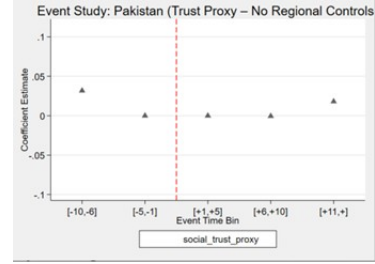 Event Study: Pakistan (Trust Proxy – No Regional Controls
Coefficient Estimate
.1
.05
0
-.05
-.1
[-10,-6] [-5,-1] [+1,+5] [+6,+10] [+11,+]
Event Time Bin
social_trust_proxy